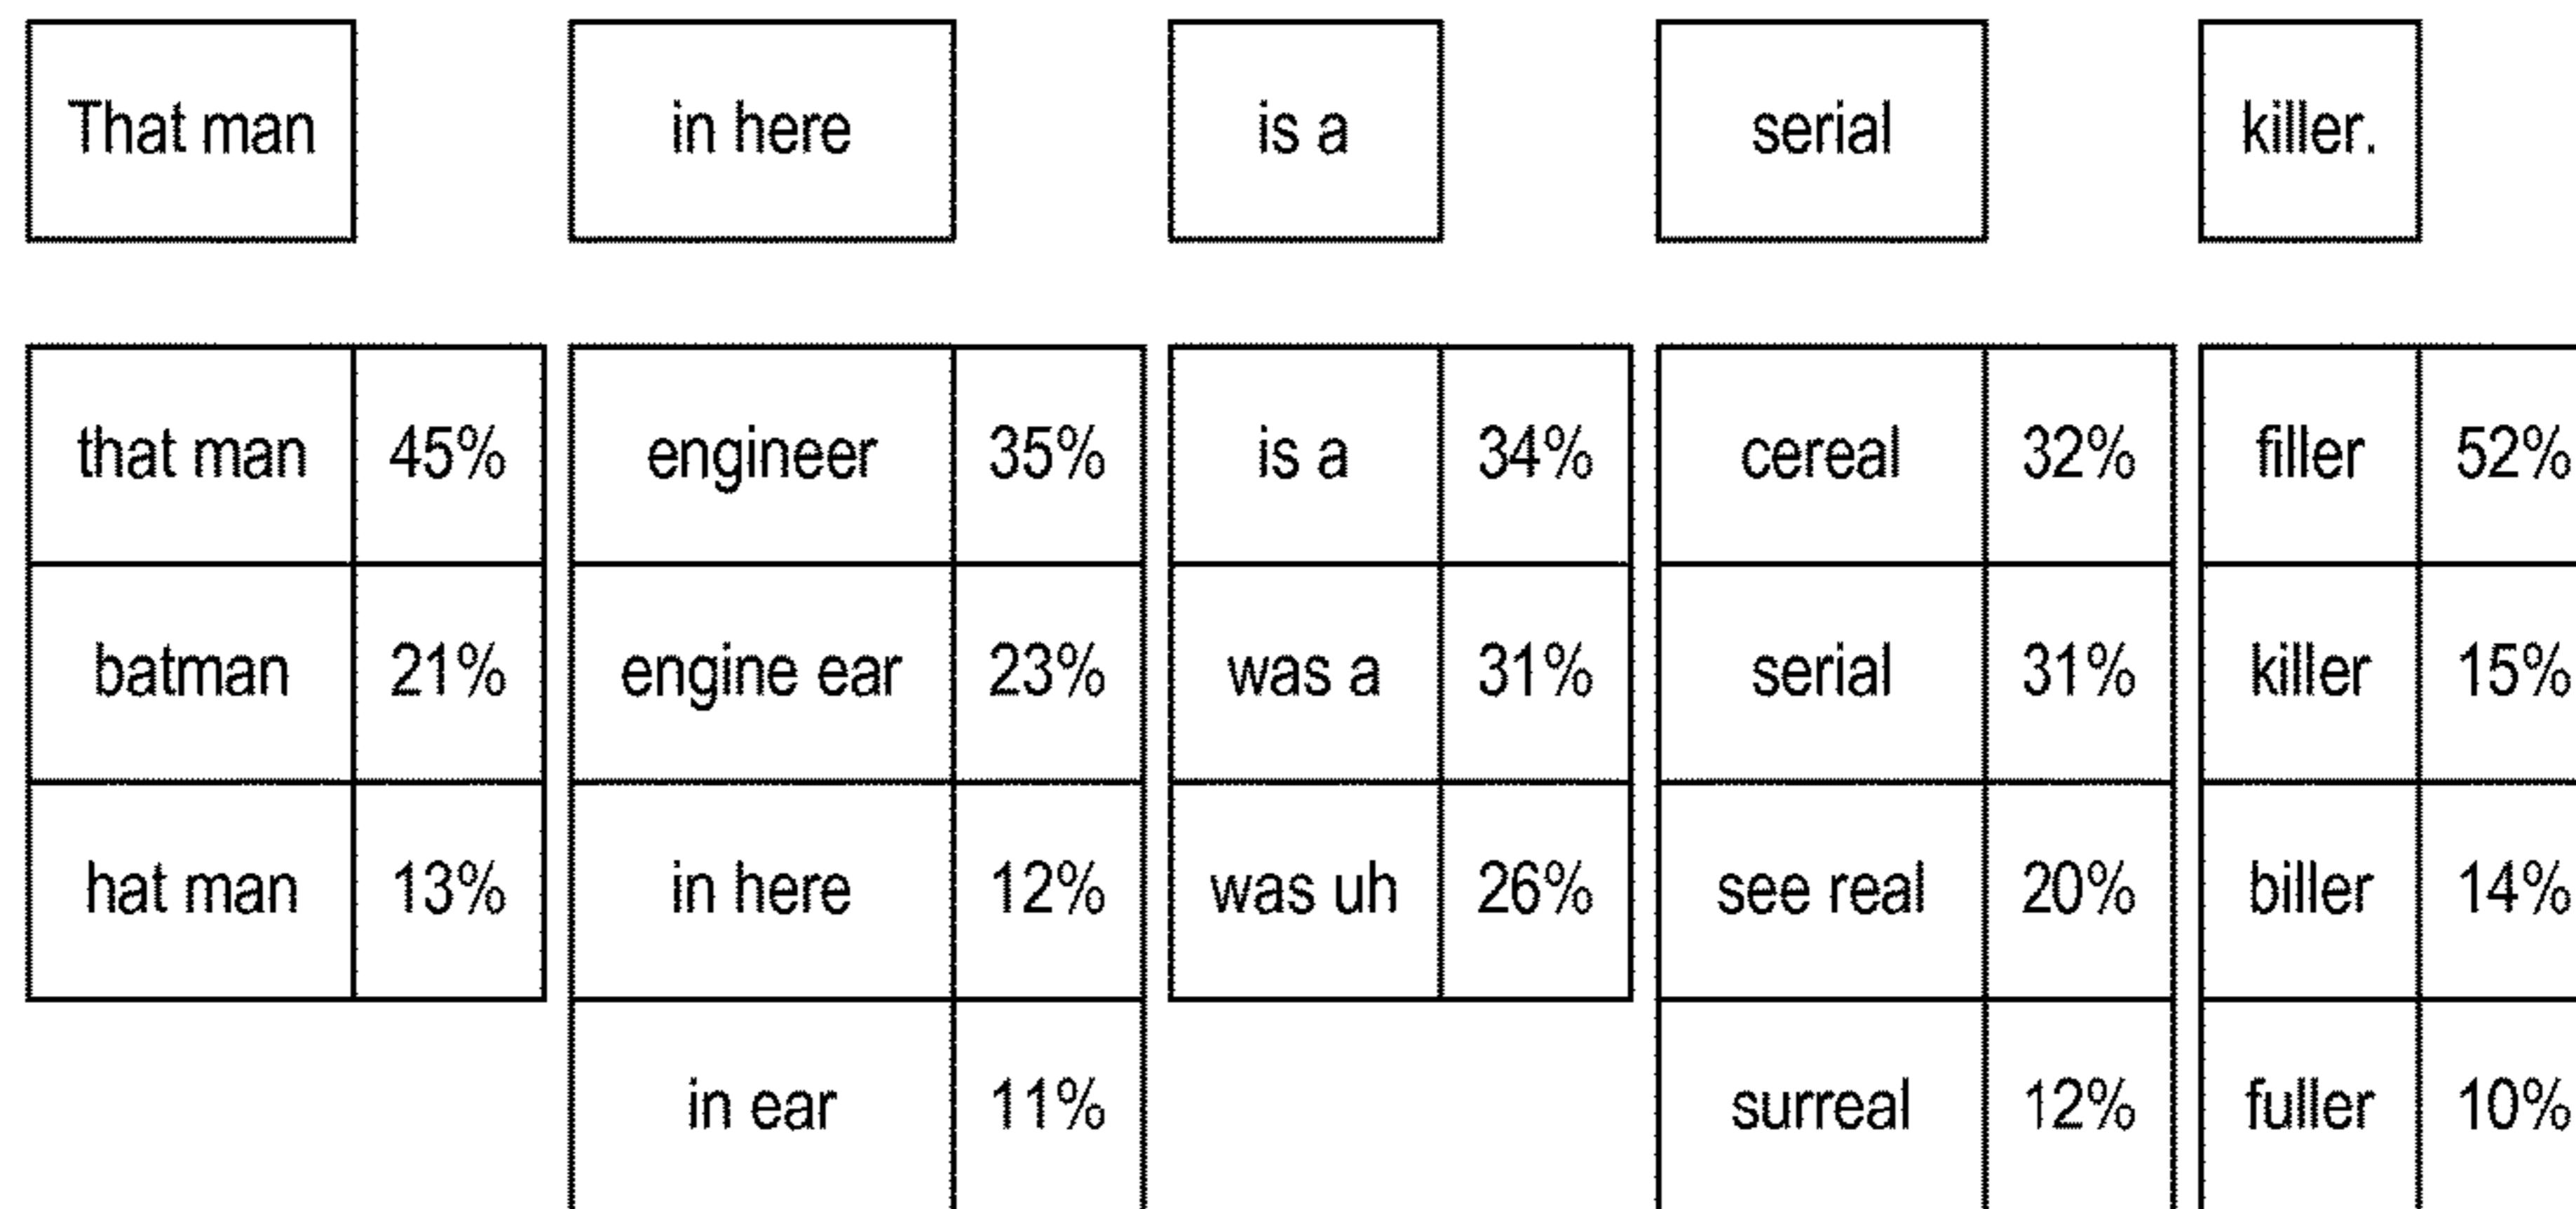 That man in here is a serial killer.
that man 45% engineer 35% is a 34% cereal 32% filler 52%
batman 21% engine ear 23% was a 31% serial 31% killer 15%
hat man 13% in here 12% was uh 26% see real 20% biller 14%
in ear 11% surreal 12% fuller 10%